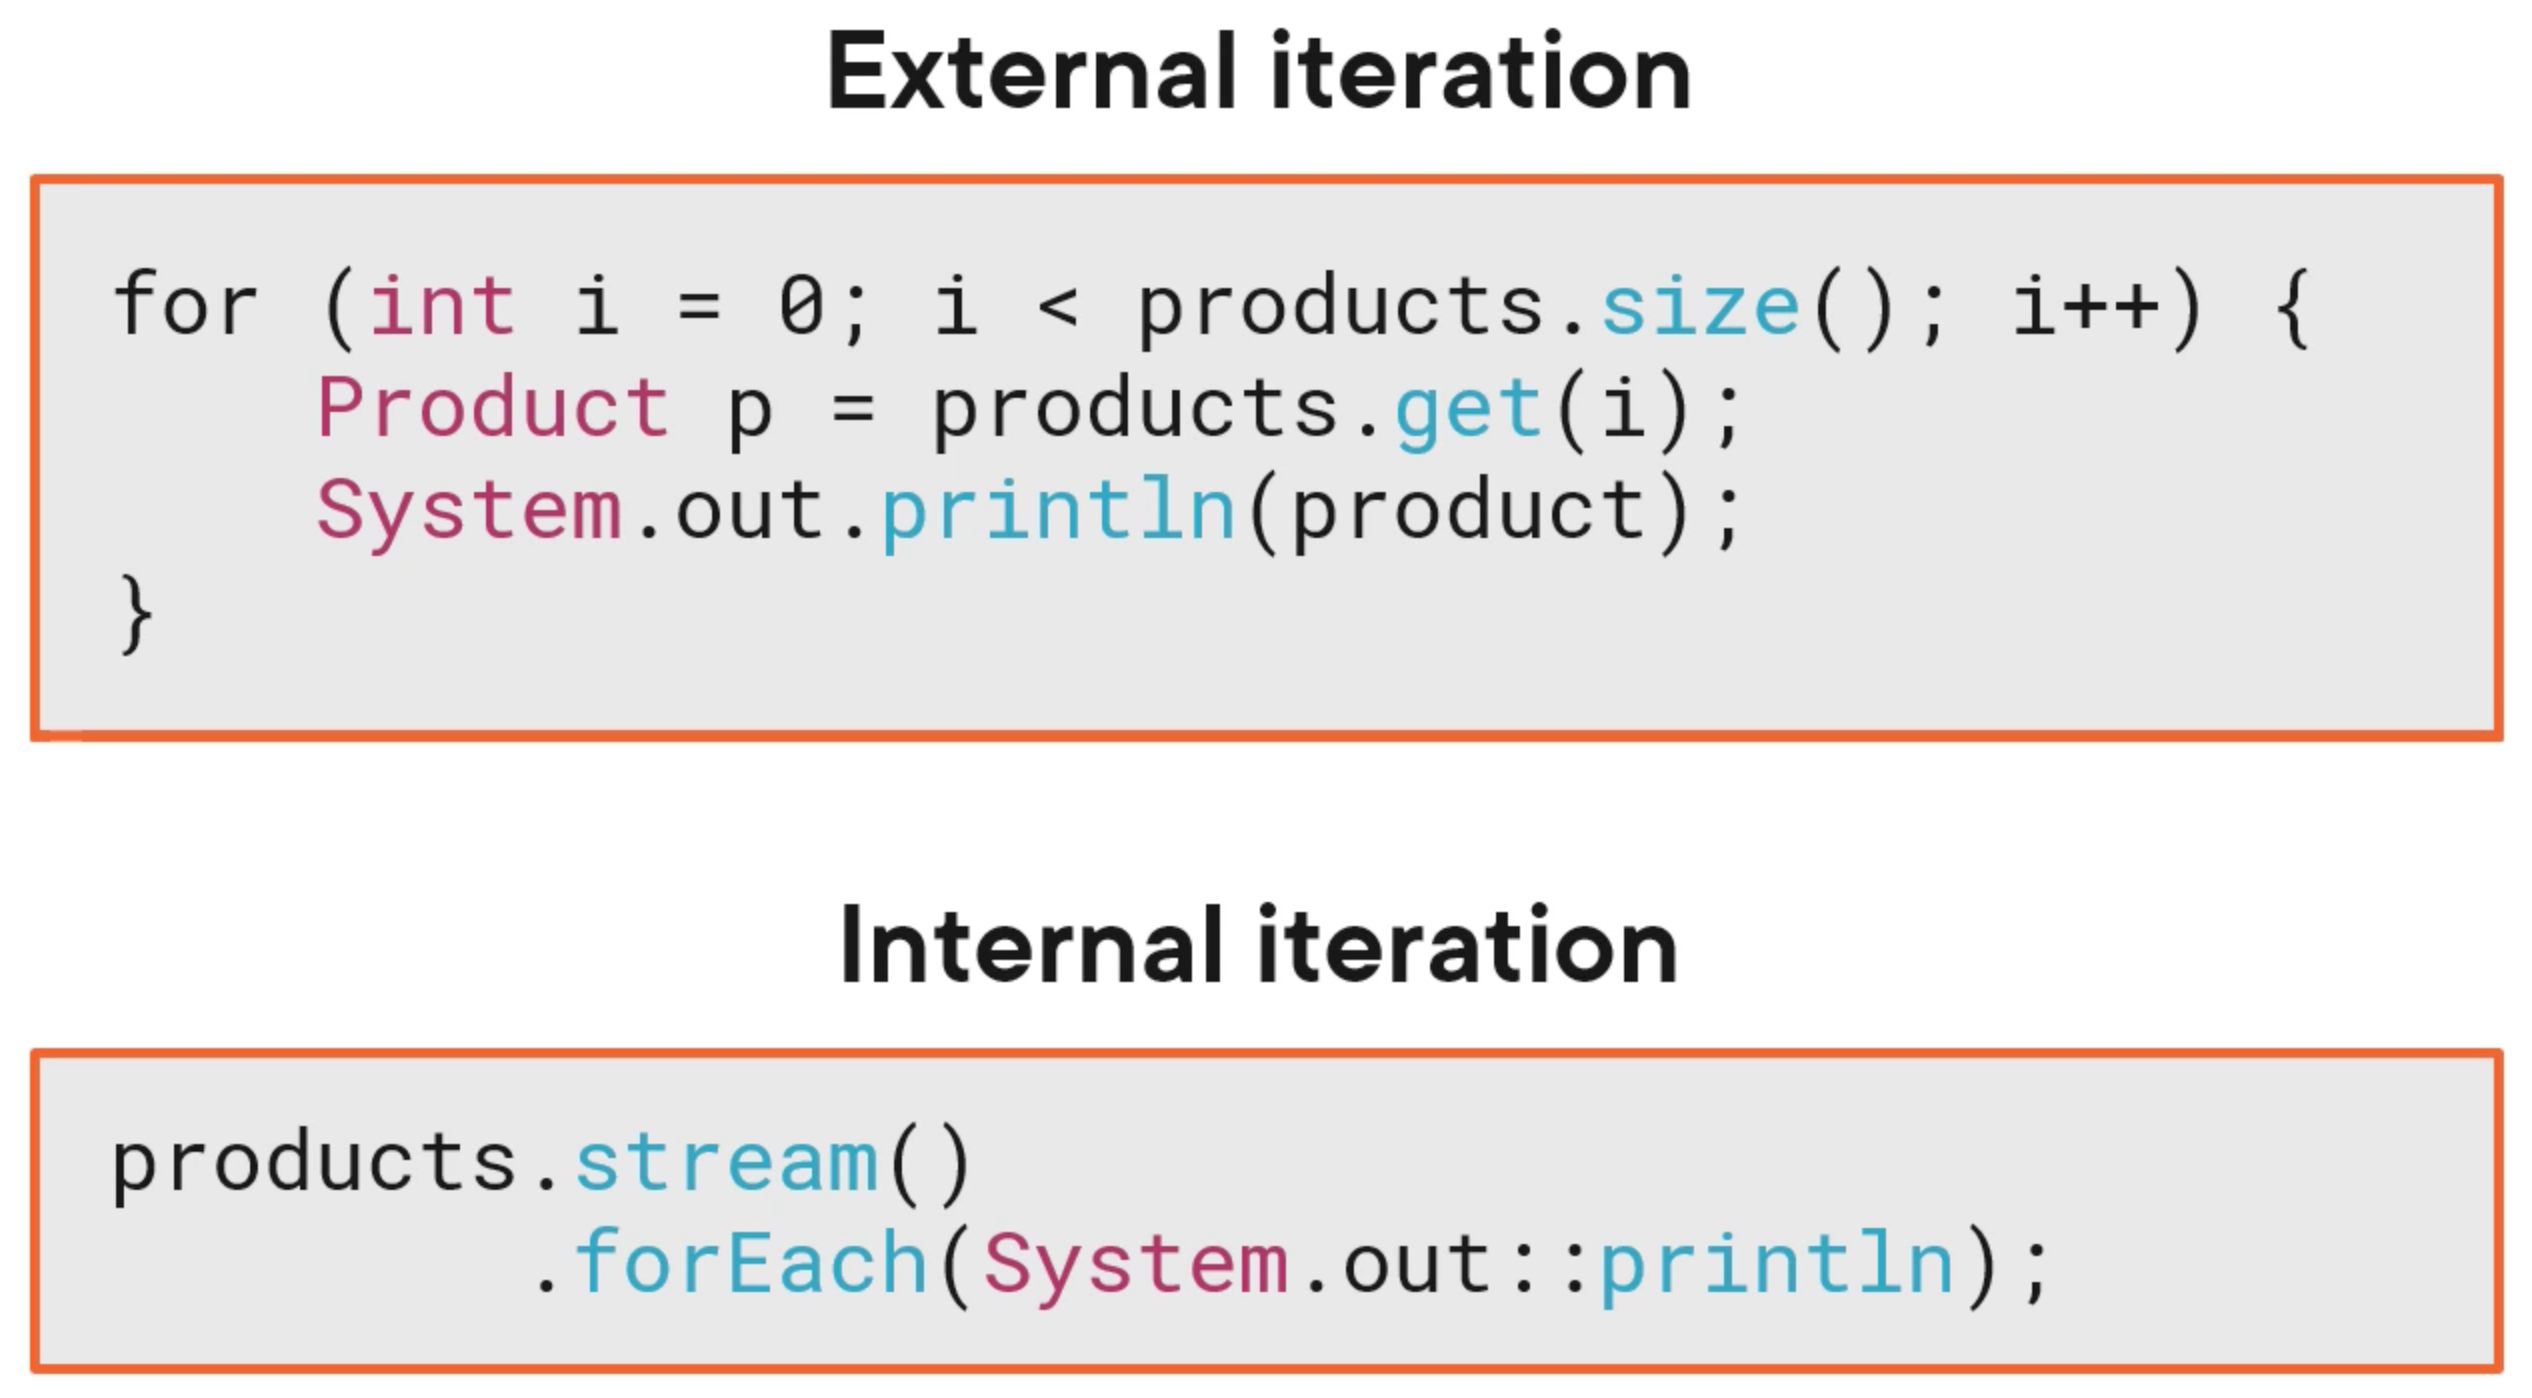 External iteration
for (int i = 0; i < products.size(); i++) {
    Product p = products.get(i);
    System.out.println(product);
}
Internal iteration
products.stream()
        .forEach(System.out::println);